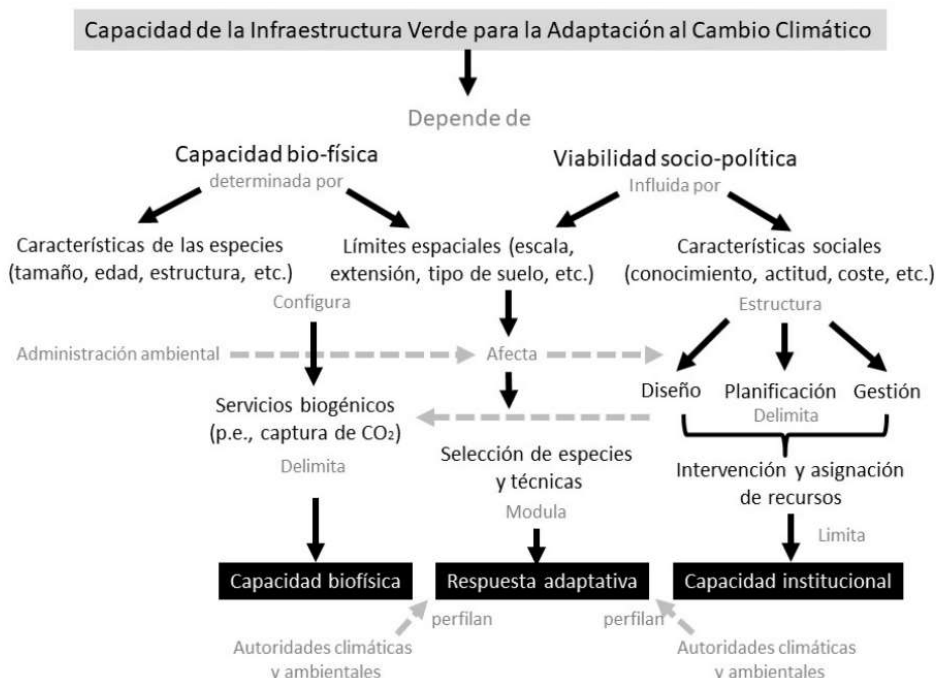 Capacidad de la Infraestructura Verde para la Adaptación al Cambio Climático
Depende de
Capacidad bio-física
determinada por
Viabilidad socio-política
Influida por
Características de las especies
(tamaño, edad, estructura, etc.)
Configura
Límites espaciales (escala,
extensión, tipo de suelo, etc.)
Características sociales
(conocimiento, actitud, coste, etc.)
Estructura
Administración ambiental
Afecta
Diseño
Planificación
Gestión
Delimita
Servicios biogénicos
(p.e., captura de CO₂)
Delimita
Selección de especies
y técnicas
Modula
Intervención y asignación
de recursos
Limita
Capacidad biofísica
Respuesta adaptativa
Capacidad institucional
perfilan
perfilan
Autoridades climáticas
y ambientales
Autoridades climáticas
y ambientales